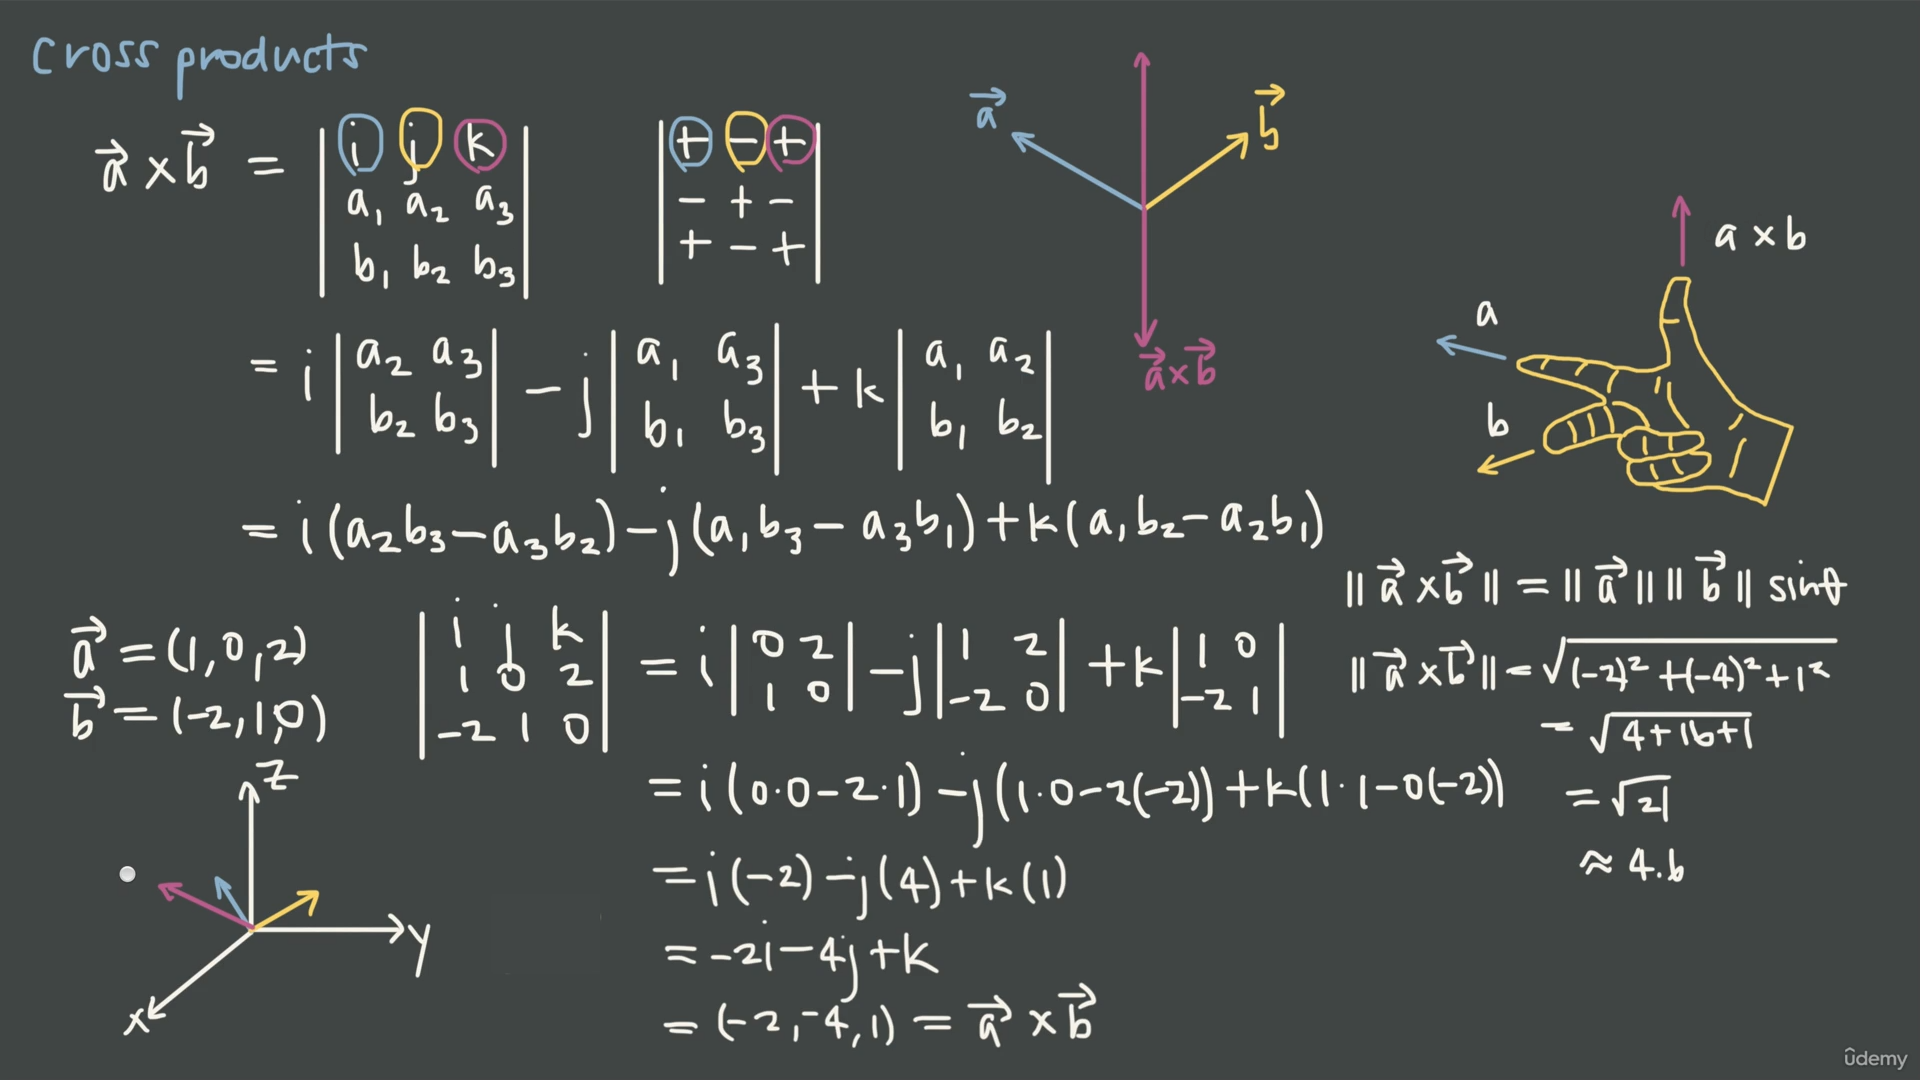 cross products
a⃗ × b⃗ = | i j k | | + − + |
| a₁ a₂ a₃ | | − + − |
| b₁ b₂ b₃ | | + − + |
= i | a₂ a₃ | − j | a₁ a₃ | + k | a₁ a₂ |
| b₂ b₃ | | b₁ b₃ | | b₁ b₂ |
= i (a₂b₃ − a₃b₂) − j (a₁b₃ − a₃b₁) + k (a₁b₂ − a₂b₁)
a⃗
b⃗
a⃗ × b⃗
a × b
a
b
a⃗ = (1, 0, 2)
b⃗ = (−2, 1, 0)
| i j k | = i | 0 2 | − j | 1 2 | + k | 1 0 |
| 1 0 2 | | 1 0 | | −2 0 | | −2 1 |
| −2 1 0 |
= i (0·0 − 2·1) − j (1·0 − 2(−2)) + k (1·1 − 0(−2))
= i (−2) − j (4) + k (1)
= −2i − 4j + k
= (−2, −4, 1) = a⃗ × b⃗
z
y
x
‖ a⃗ × b⃗ ‖ = ‖ a⃗ ‖ ‖ b⃗ ‖ sinθ
‖ a⃗ × b⃗ ‖ = √((−2)² + (−4)² + 1²)
= √(4 + 16 + 1)
= √21
≈ 4.6
ûdemy